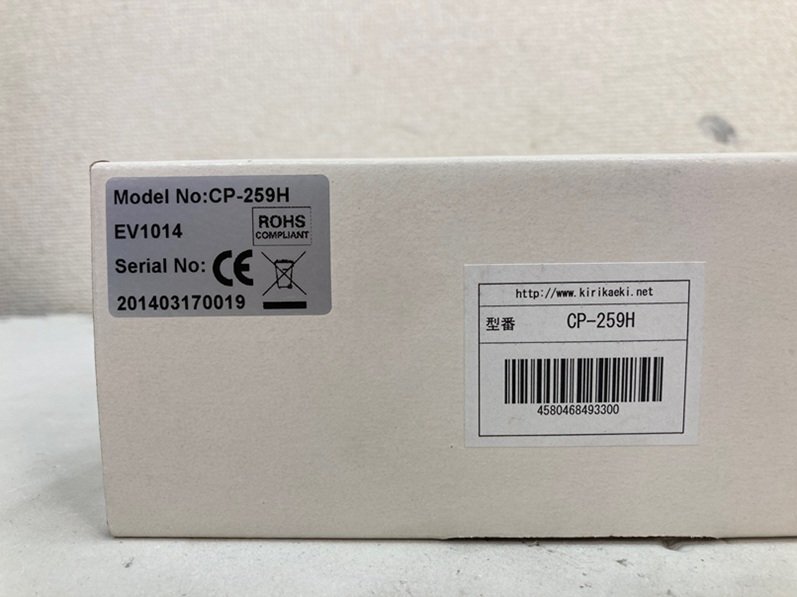 Model No:CP-259H
EV1014
ROHS
COMPLIANT
Serial No:
CE
201403170019
http://www.kirikaeki.net
型番 CP-259H
4580468493300